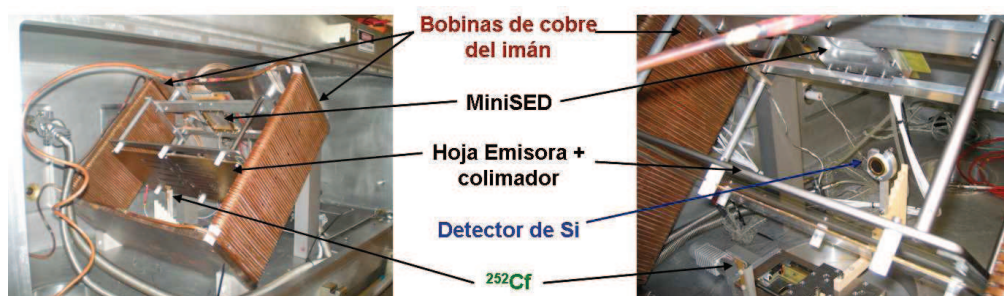 Bobinas de cobre
del imán
MiniSED
Hoja Emisora +
colimador
Detector de Si
²⁵²Cf